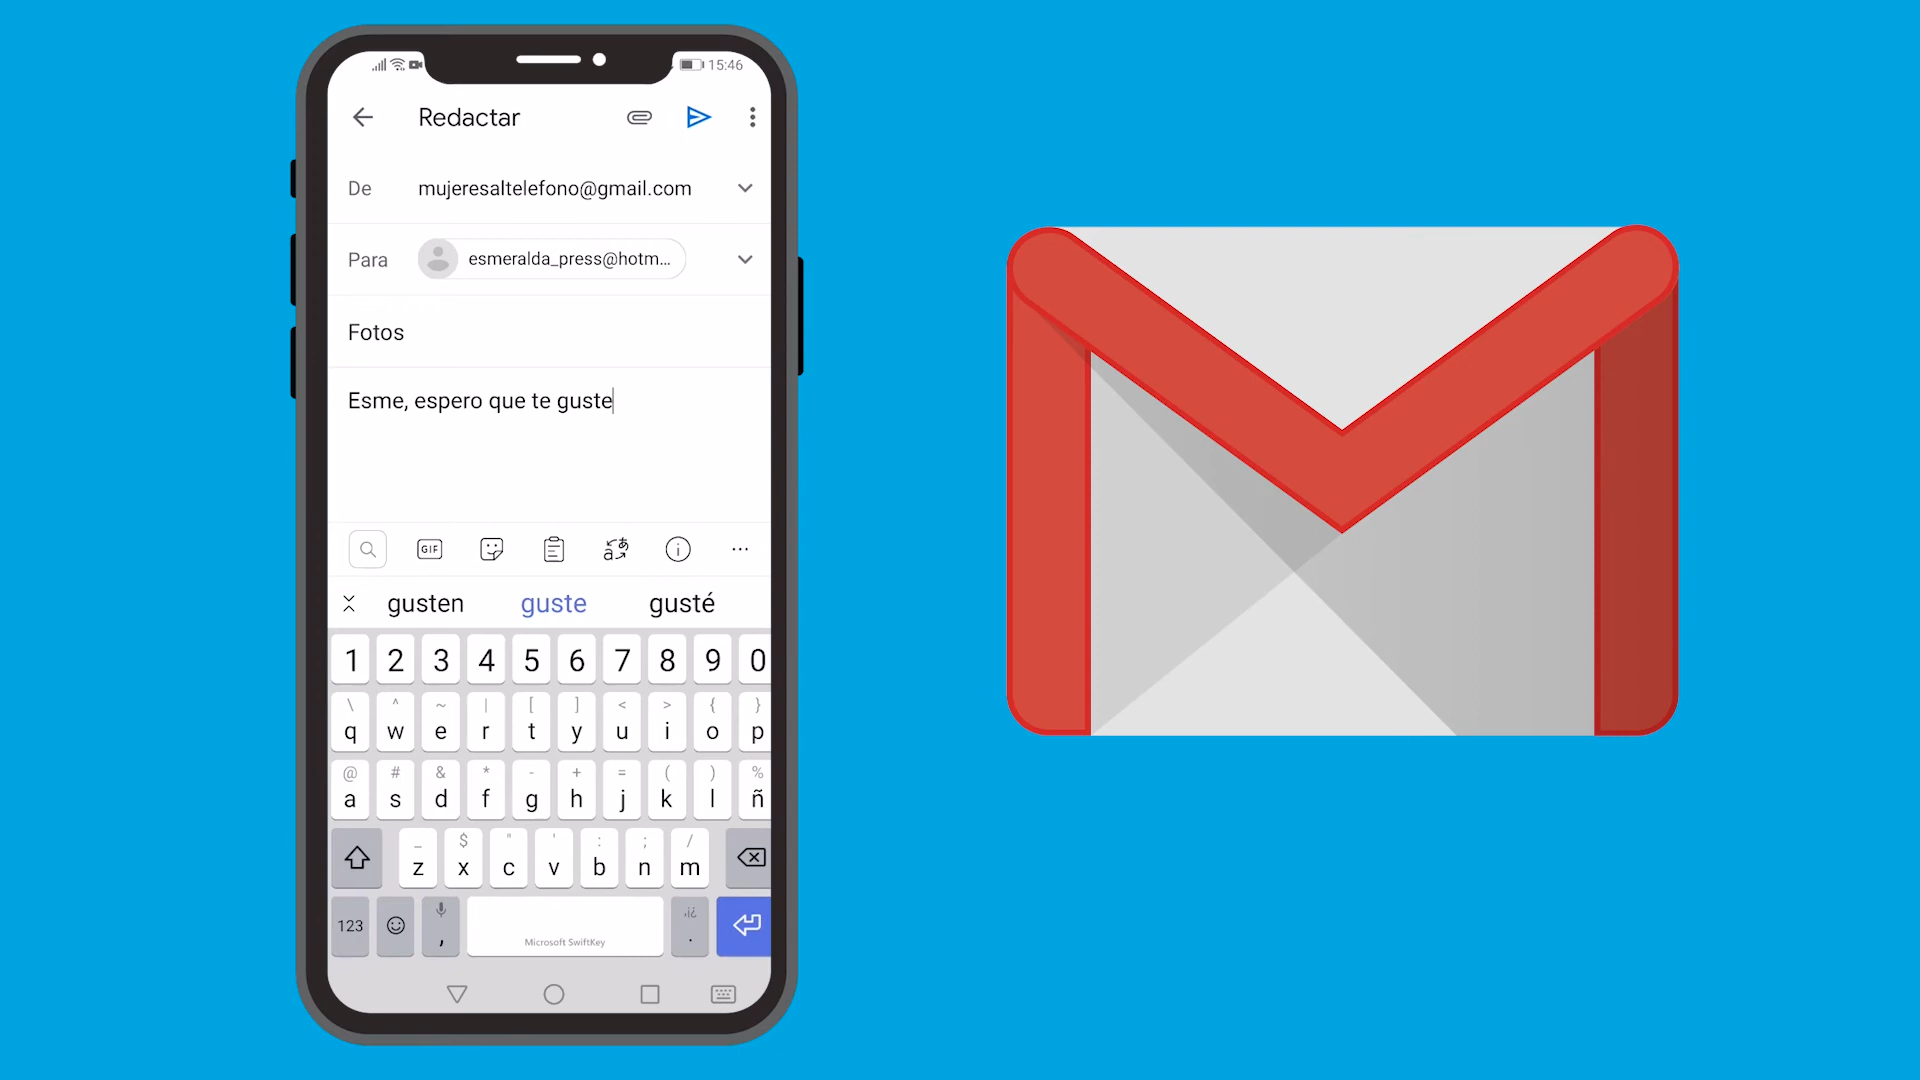 15:46
Redactar
De mujeresaltelefono@gmail.com
Para esmeralda_press@hotm...
Fotos
Esme, espero que te guste
GIF
gusten guste gusté
1 2 3 4 5 6 7 8 9 0
\ ^ ~ | [ ] < > { }
q w e r t y u i o p
@ # & * - + = ( ) %
a s d f g h j k l ñ
_ $ " ' : ; /
z x c v b n m
123 , Microsoft SwiftKey .